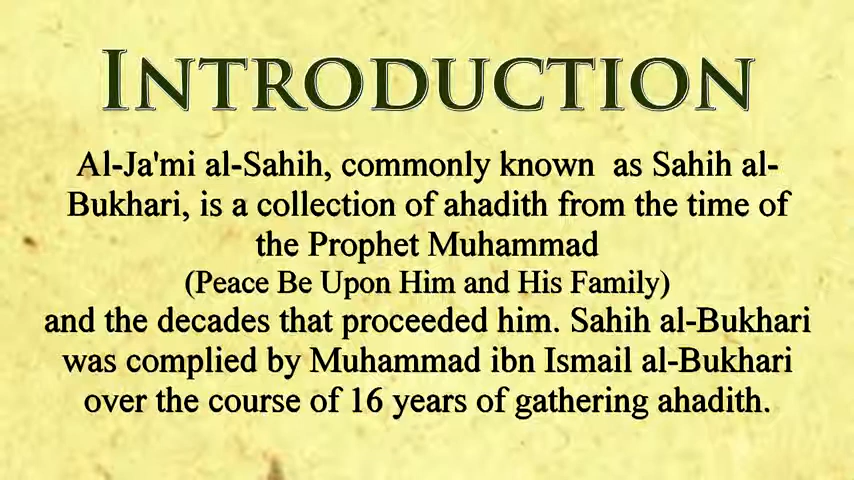 INTRODUCTION
Al-Ja'mi al-Sahih, commonly known  as Sahih al-
Bukhari, is a collection of ahadith from the time of
the Prophet Muhammad
(Peace Be Upon Him and His Family)
and the decades that proceeded him. Sahih al-Bukhari
was complied by Muhammad ibn Ismail al-Bukhari
over the course of 16 years of gathering ahadith.